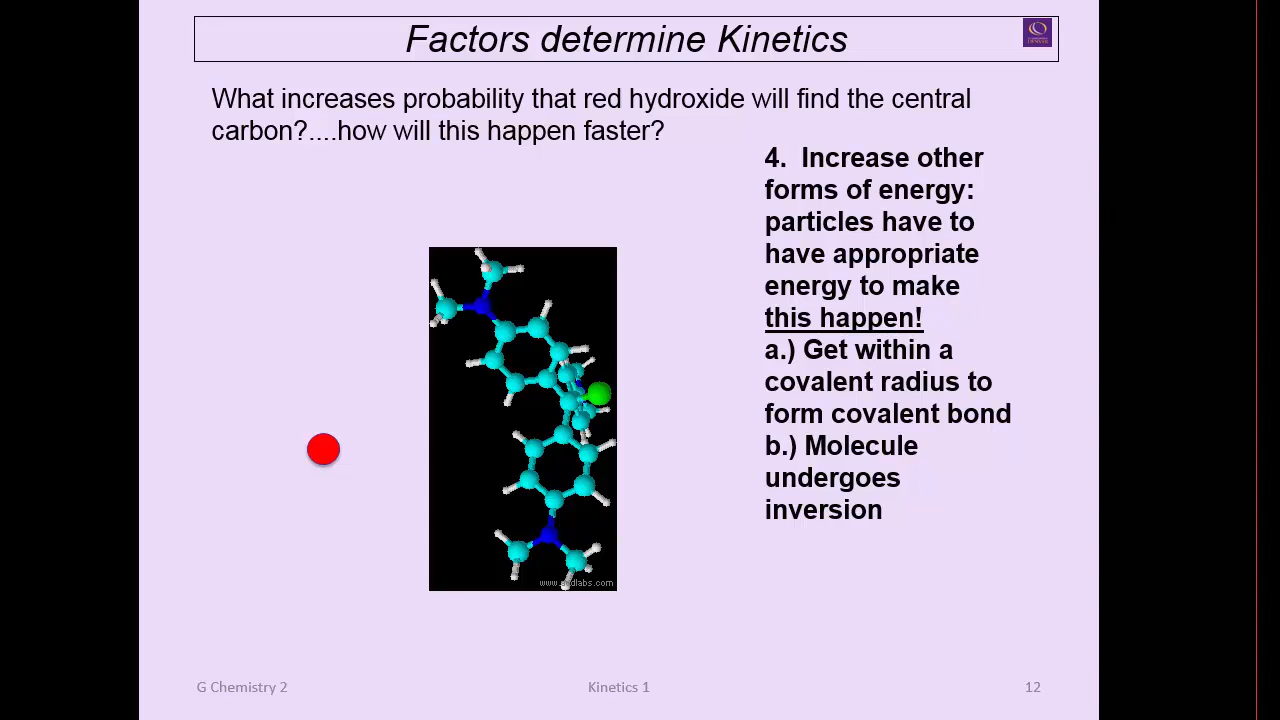 Factors determine Kinetics
What increases probability that red hydroxide will find the central
carbon?....how will this happen faster?
4.  Increase other
forms of energy:
particles have to
have appropriate
energy to make
this happen!
a.) Get within a
covalent radius to
form covalent bond
b.) Molecule
undergoes
inversion
G Chemistry 2
Kinetics 1
12